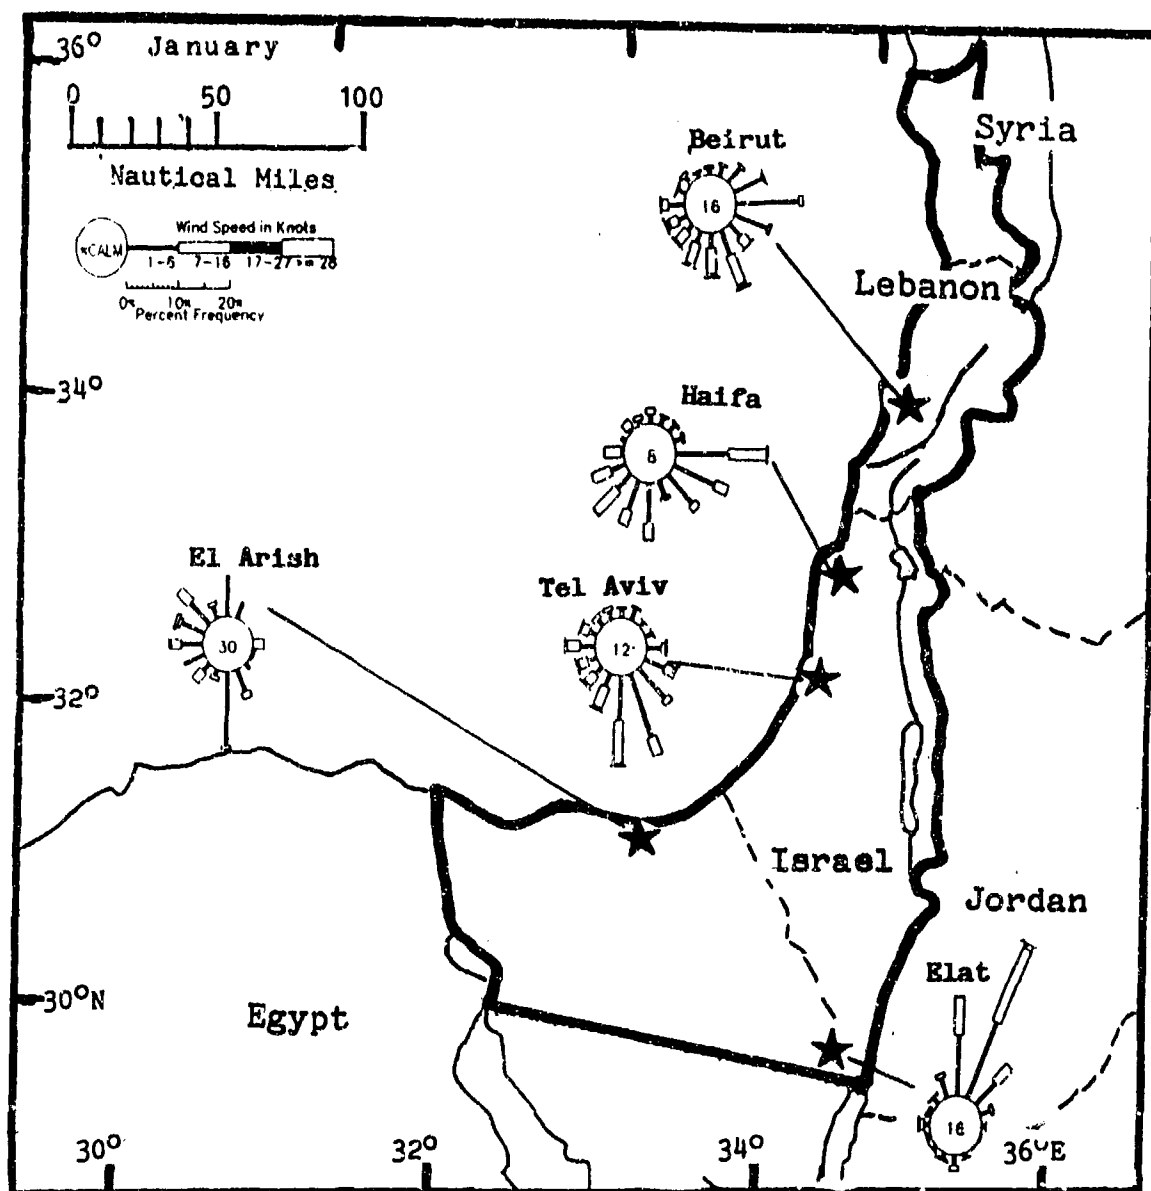 36° January
0 50 100
Nautical Miles
Wind Speed in Knots
%CALM
1-6 7-16 17-27 28
0% 10% 20%
Percent Frequency
Syria
Beirut
16
Lebanon
34°
Haifa
El Arish
30
Tel Aviv
12
32°
Israel
Jordan
Elat
30°N
Egypt
16
30° 32° 34° 36°E